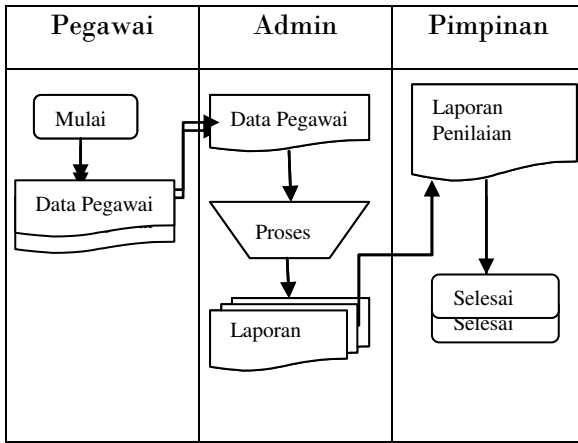 Pegawai
Admin
Pimpinan
Mulai
Data Pegawai
Data Pegawai
Proses
Laporan
Laporan
Penilaian
Selesai
Selesai